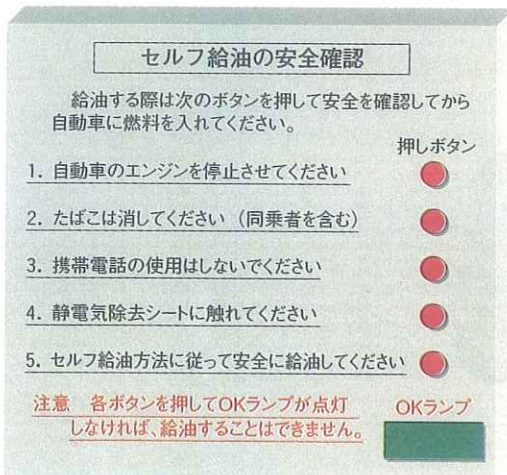 セルフ給油の安全確認
給油する際は次のボタンを押して安全を確認してから
自動車に燃料を入れてください。
押しボタン
1. 自動車のエンジンを停止させてください
2. たばこは消してください（同乗者を含む）
3. 携帯電話の使用はしないでください
4. 静電気除去シートに触れてください
5. セルフ給油方法に従って安全に給油してください
注意　各ボタンを押してOKランプが点灯
しなければ、給油することはできません。
OKランプ